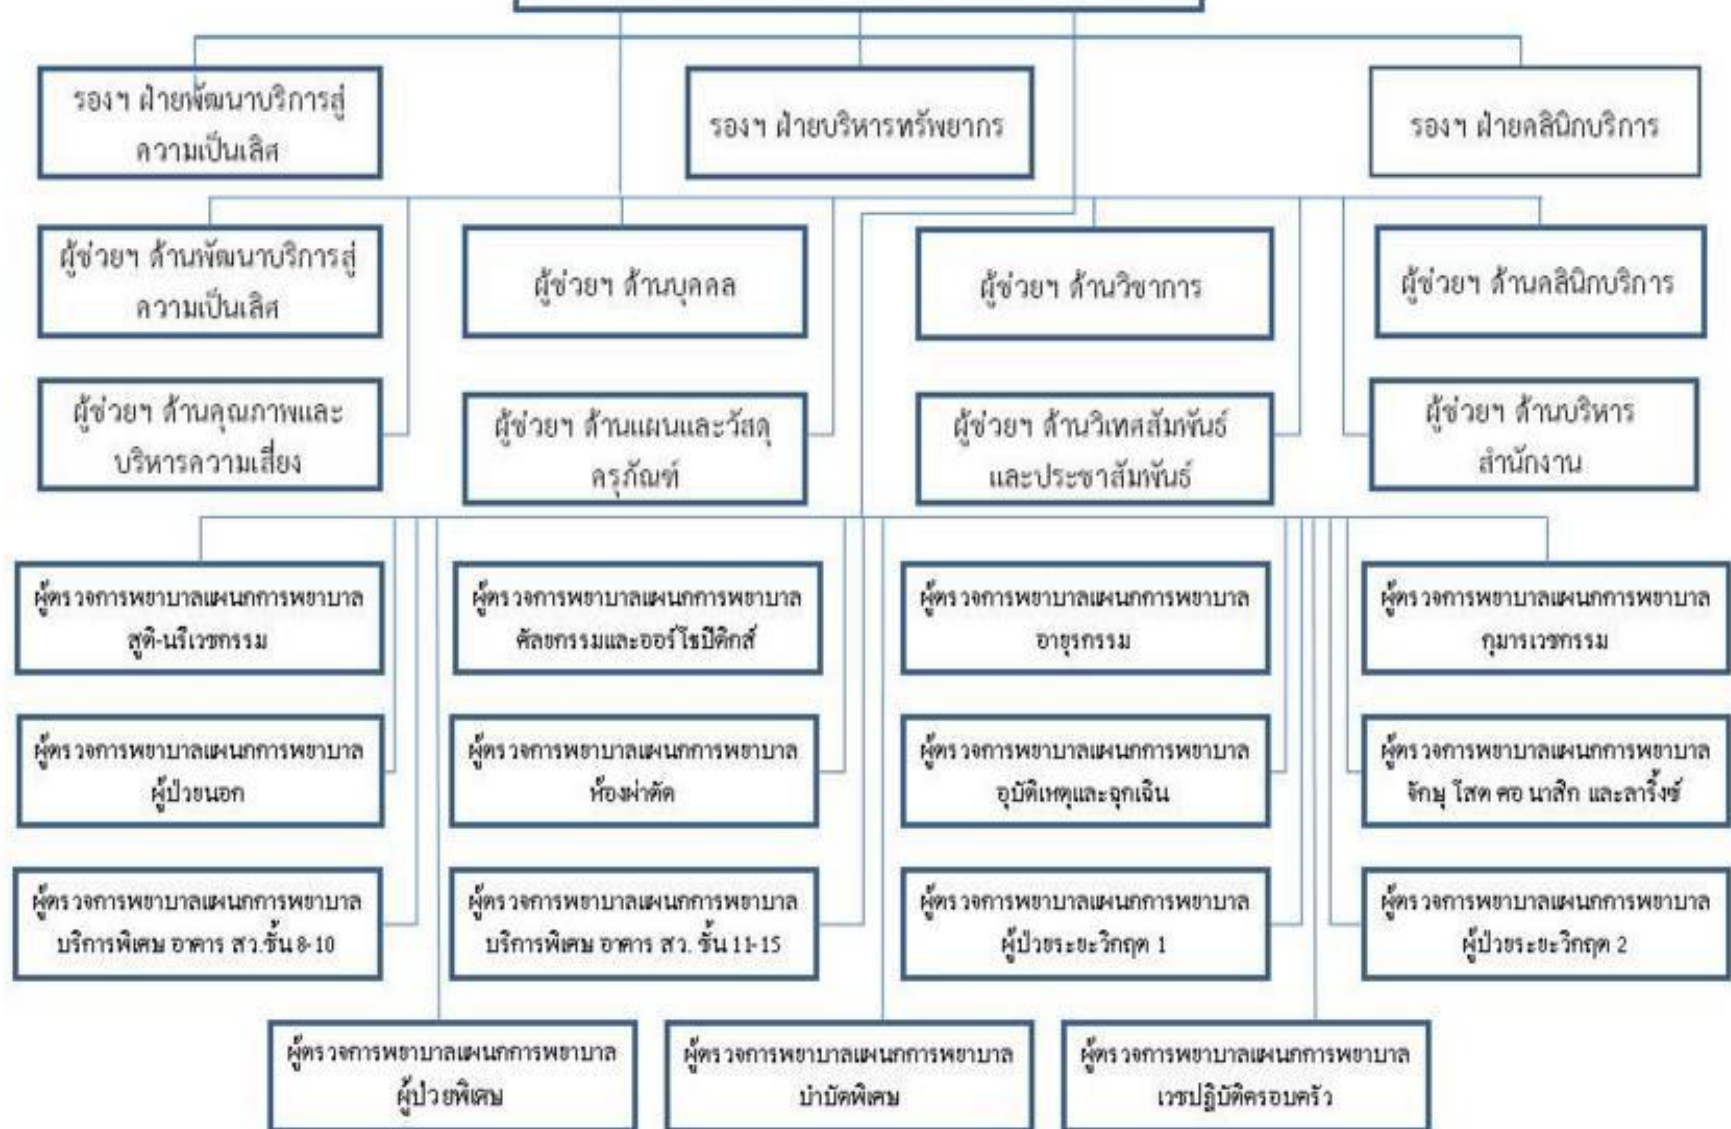 รองฯ ฝ่ายพัฒนาบริการสู่
ความเป็นเลิศ
รองฯ ฝ่ายบริหารทรัพยากร
รองฯ ฝ่ายคลินิกบริการ
ผู้ช่วยฯ ด้านพัฒนาบริการสู่
ความเป็นเลิศ
ผู้ช่วยฯ ด้านบุคคล
ผู้ช่วยฯ ด้านวิชาการ
ผู้ช่วยฯ ด้านคลินิกบริการ
ผู้ช่วยฯ ด้านคุณภาพและ
บริหารความเสี่ยง
ผู้ช่วยฯ ด้านแผนและวัสดุ
ครุภัณฑ์
ผู้ช่วยฯ ด้านวิเทศสัมพันธ์
และประชาสัมพันธ์
ผู้ช่วยฯ ด้านบริหาร
สำนักงาน
ผู้ตรวจการพยาบาลแผนกการพยาบาล
สูติ-นรีเวชกรรม
ผู้ตรวจการพยาบาลแผนกการพยาบาล
ศัลยกรรมและออร์โธปิดิกส์
ผู้ตรวจการพยาบาลแผนกการพยาบาล
อายุรกรรม
ผู้ตรวจการพยาบาลแผนกการพยาบาล
กุมารเวชกรรม
ผู้ตรวจการพยาบาลแผนกการพยาบาล
ผู้ป่วยนอก
ผู้ตรวจการพยาบาลแผนกการพยาบาล
ห้องผ่าตัด
ผู้ตรวจการพยาบาลแผนกการพยาบาล
อุบัติเหตุและฉุกเฉิน
ผู้ตรวจการพยาบาลแผนกการพยาบาล
จักษุ โสต ศอ นาสิก และลาริ้งซ์
ผู้ตรวจการพยาบาลแผนกการพยาบาล
บริการพิเศษ อาคาร สว.ชั้น 8-10
ผู้ตรวจการพยาบาลแผนกการพยาบาล
บริการพิเศษ อาคาร สว. ชั้น 11-15
ผู้ตรวจการพยาบาลแผนกการพยาบาล
ผู้ป่วยระยะวิกฤต 1
ผู้ตรวจการพยาบาลแผนกการพยาบาล
ผู้ป่วยระยะวิกฤต 2
ผู้ตรวจการพยาบาลแผนกการพยาบาล
ผู้ป่วยพิเศษ
ผู้ตรวจการพยาบาลแผนกการพยาบาล
บำบัดพิเศษ
ผู้ตรวจการพยาบาลแผนกการพยาบาล
เวชปฏิบัติครอบครัว